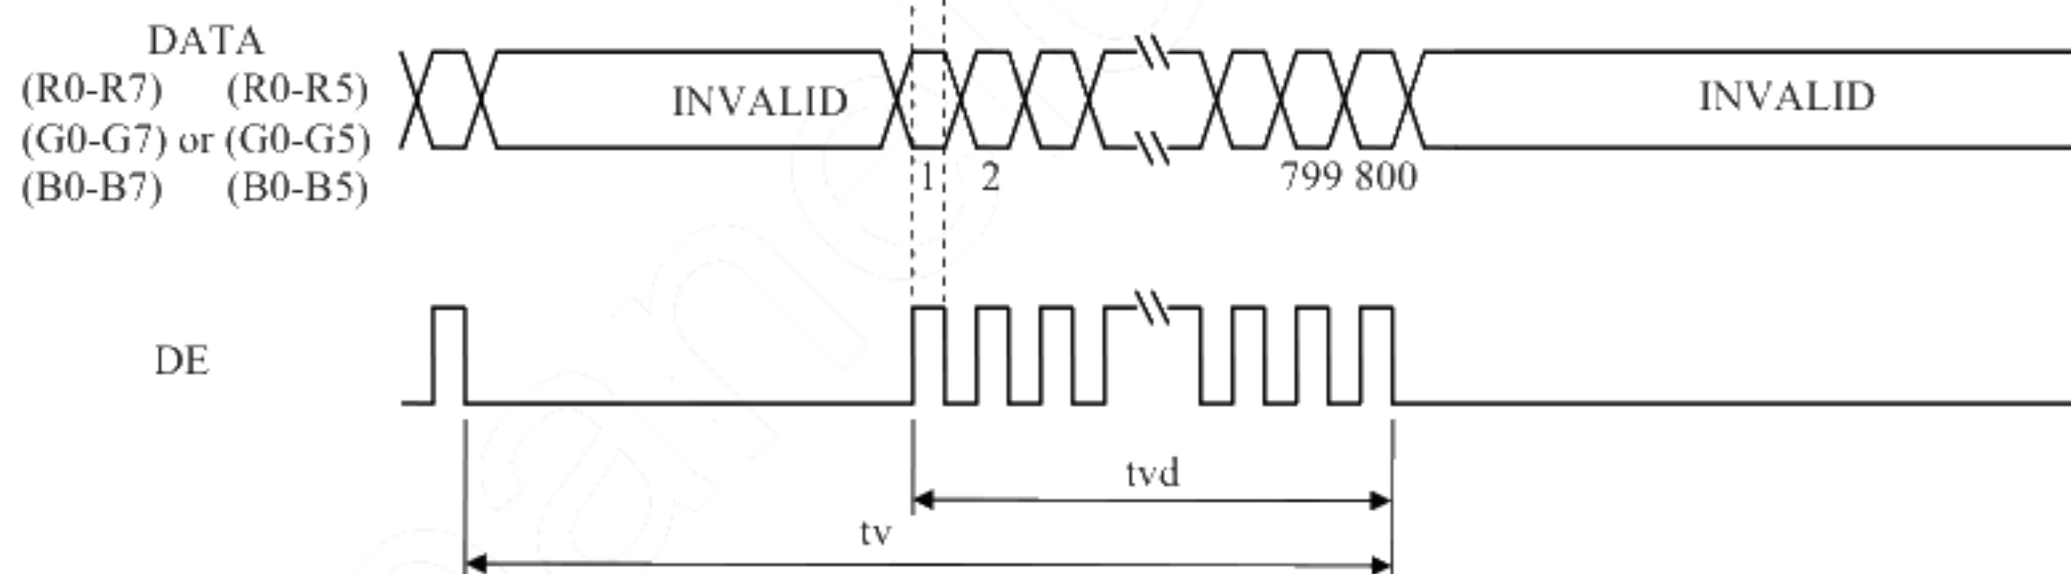 DATA
(R0-R7) (R0-R5)
(G0-G7) or (G0-G5)
(B0-B7) (B0-B5)
INVALID
INVALID
1 2 799 800
DE
tvd
tv